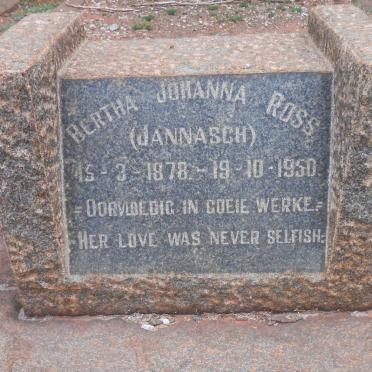 BERTHA JOHANNA ROSS
(JANNASCH)
15-3-1878 - 19-10-1950
= OORVLOEDIG IN GOEIE WERKE =
HER LOVE WAS NEVER SELFISH.